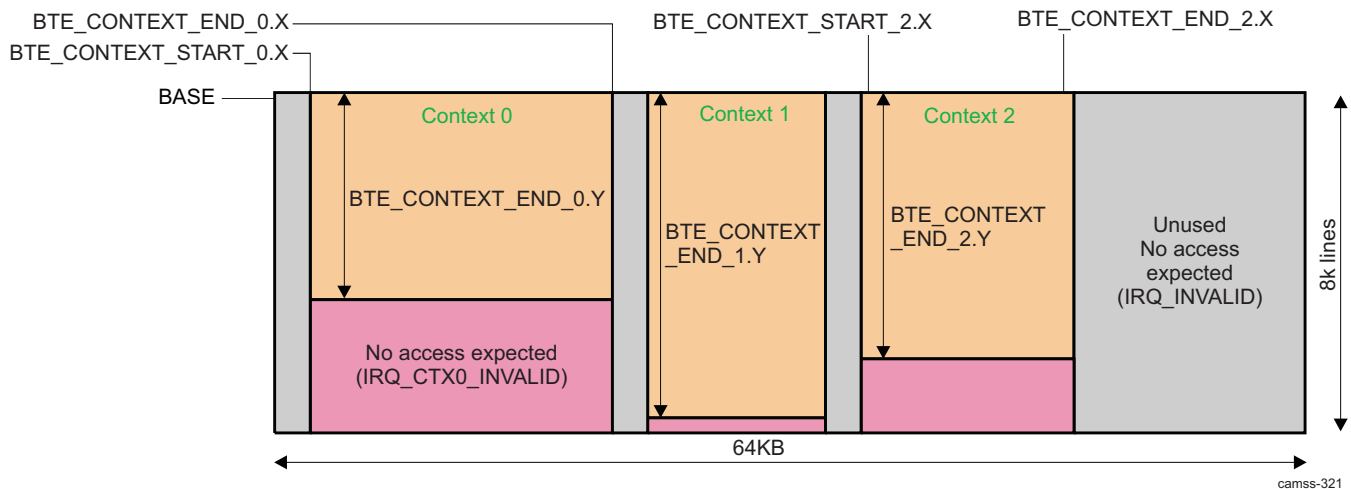 BTE_CONTEXT_END_0.X
BTE_CONTEXT_START_2.X
BTE_CONTEXT_END_2.X
BTE_CONTEXT_START_0.X
BASE
Context 0
Context 1
Context 2
BTE_CONTEXT_END_0.Y
BTE_CONTEXT
_END_1.Y
BTE_CONTEXT
_END_2.Y
Unused
No access
expected
(IRQ_INVALID)
8k lines
No access expected
(IRQ_CTX0_INVALID)
64KB
camss-321